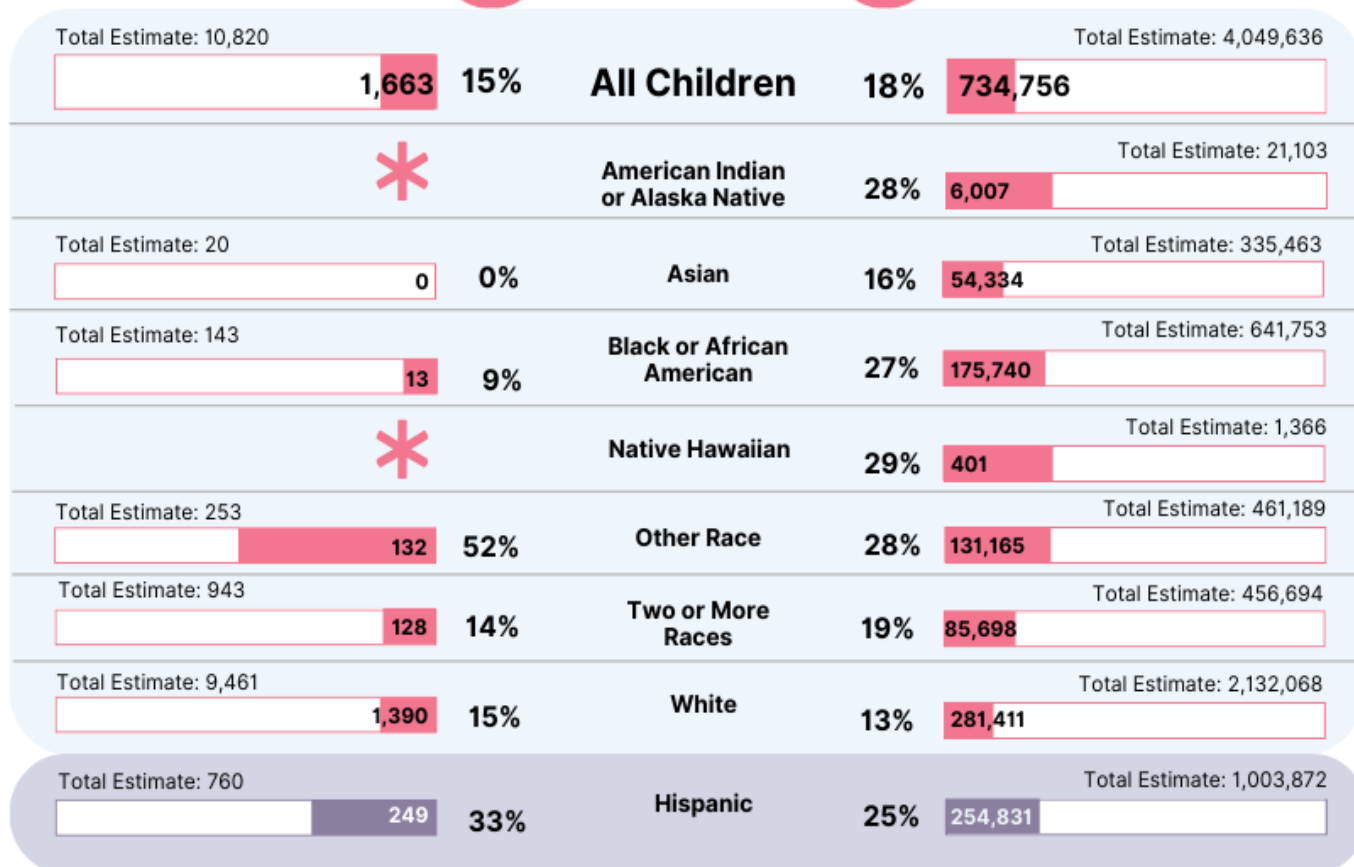 Total Estimate: 10,820
Total Estimate: 4,049,636
1,663 15% All Children 18% 734,756
Total Estimate: 21,103
American Indian
or Alaska Native
28% 6,007
Total Estimate: 20
Total Estimate: 335,463
0 0% Asian 16% 54,334
Total Estimate: 143
Total Estimate: 641,753
13 9% Black or African
American
27% 175,740
Total Estimate: 1,366
Native Hawaiian 29% 401
Total Estimate: 253
Total Estimate: 461,189
132 52% Other Race 28% 131,165
Total Estimate: 943
Total Estimate: 456,694
128 14% Two or More
Races
19% 85,698
Total Estimate: 9,461
Total Estimate: 2,132,068
1,390 15% White 13% 281,411
Total Estimate: 760
Total Estimate: 1,003,872
249 33% Hispanic 25% 254,831